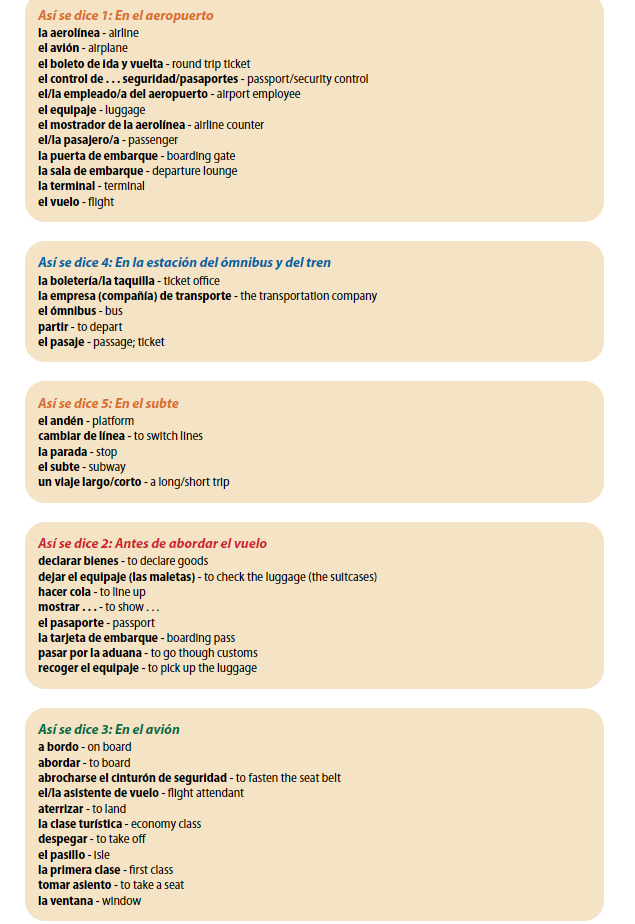 Así se dice 1: En el aeropuerto
la aerolínea - airline
el avión - airplane
el boleto de ida y vuelta - round trip ticket
el control de . . . seguridad/pasaportes - passport/security control
el/la empleado/a del aeropuerto - airport employee
el equipaje - luggage
el mostrador de la aerolínea - airline counter
el/la pasajero/a - passenger
la puerta de embarque - boarding gate
la sala de embarque - departure lounge
la terminal - terminal
el vuelo - flight
Así se dice 4: En la estación del ómnibus y del tren
la boletería/la taquilla - ticket office
la empresa (compañía) de transporte - the transportation company
el ómnibus - bus
partir - to depart
el pasaje - passage; ticket
Así se dice 5: En el subte
el andén - platform
cambiar de línea - to switch lines
la parada - stop
el subte - subway
un viaje largo/corto - a long/short trip
Así se dice 2: Antes de abordar el vuelo
declarar bienes - to declare goods
dejar el equipaje (las maletas) - to check the luggage (the suitcases)
hacer cola - to line up
mostrar . . . - to show . . .
el pasaporte - passport
la tarjeta de embarque - boarding pass
pasar por la aduana - to go though customs
recoger el equipaje - to pick up the luggage
Así se dice 3: En el avión
a bordo - on board
abordar - to board
abrocharse el cinturón de seguridad - to fasten the seat belt
el/la asistente de vuelo - flight attendant
aterrizar - to land
la clase turística - economy class
despegar - to take off
el pasillo - isle
la primera clase - first class
tomar asiento - to take a seat
la ventana - window